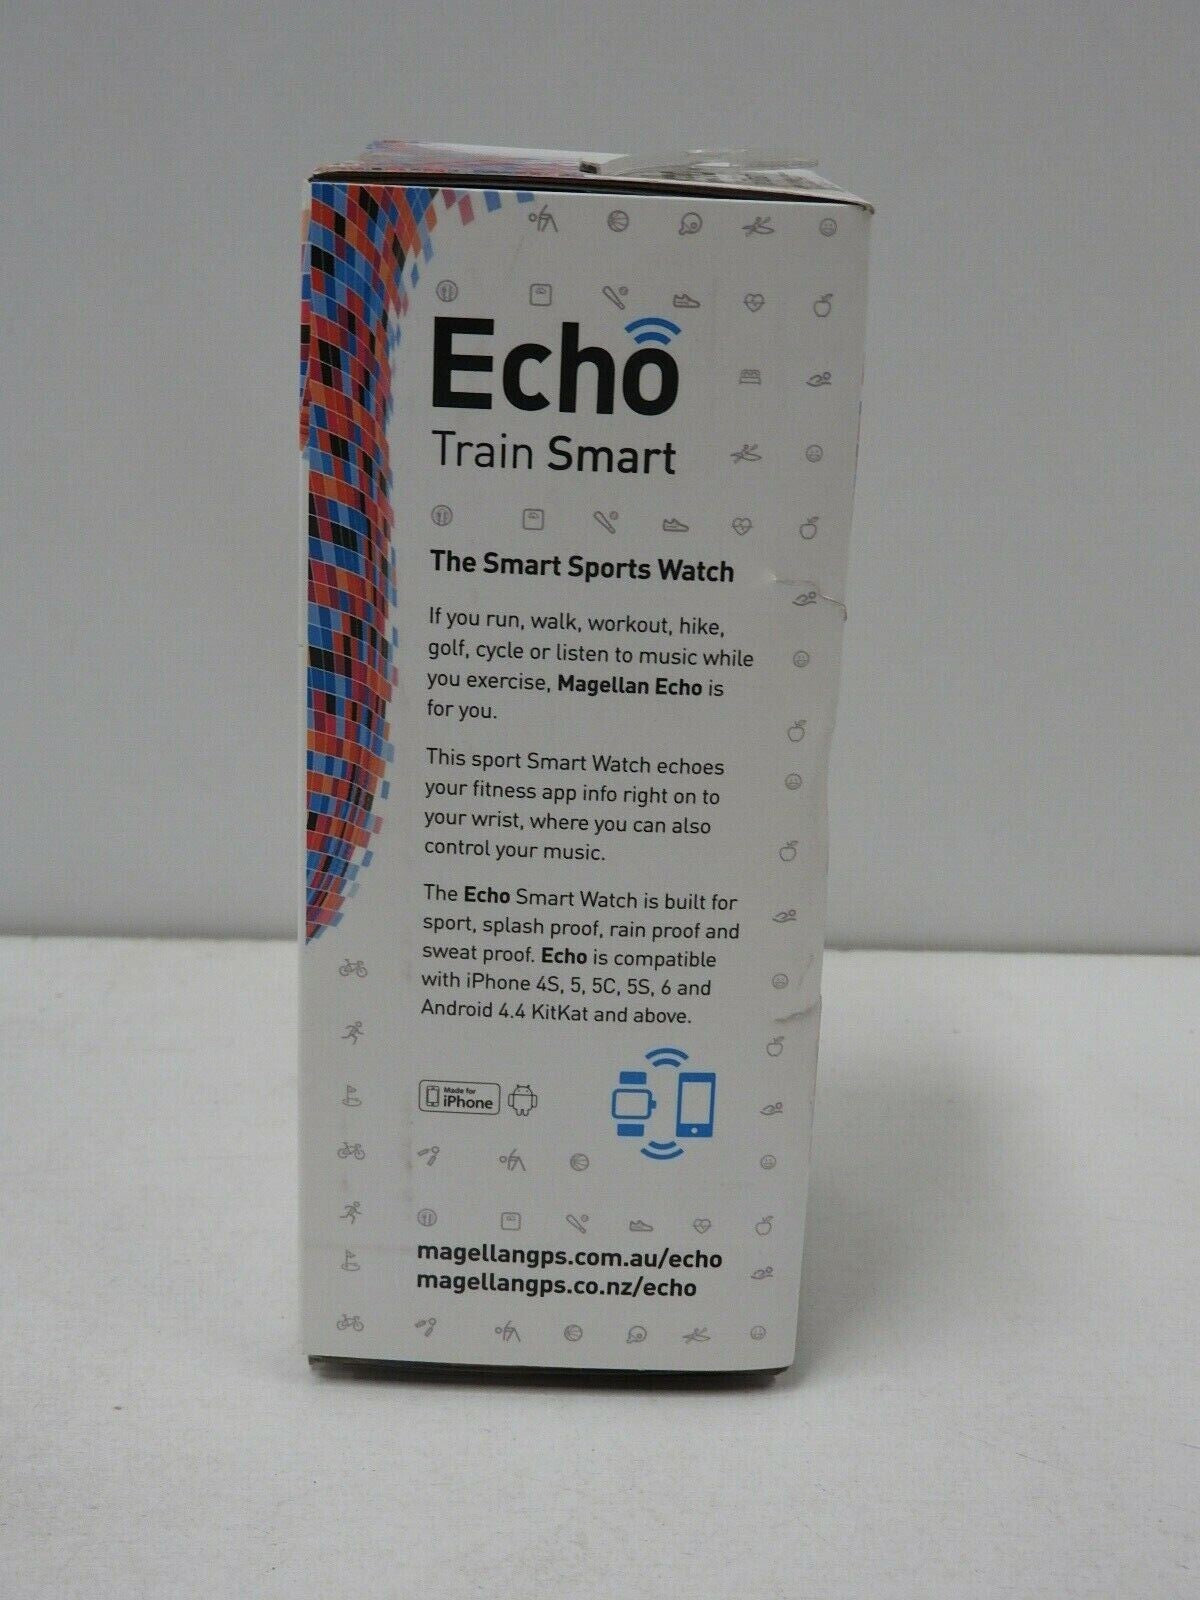 Echo
Train Smart
The Smart Sports Watch
If you run, walk, workout, hike,
golf, cycle or listen to music while
you exercise, Magellan Echo is
for you.
This sport Smart Watch echoes
your fitness app info right on to
your wrist, where you can also
control your music.
The Echo Smart Watch is built for
sport, splash proof, rain proof and
sweat proof. Echo is compatible
with iPhone 4S, 5, 5C, 5S, 6 and
Android 4.4 KitKat and above.
Made for
iPhone
magellangps.com.au/echo
magellangps.co.nz/echo